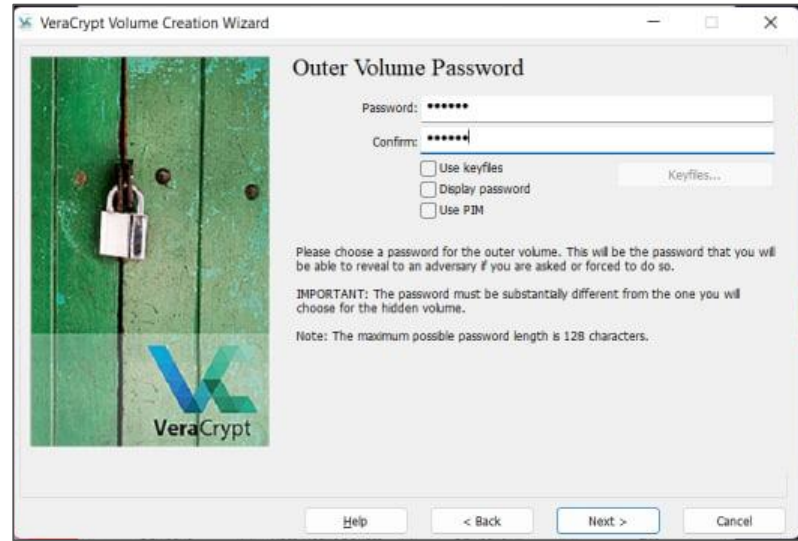 VeraCrypt Volume Creation Wizard
Outer Volume Password
Password: ••••••
Confirm: ••••••
Use keyfiles
Keyfiles...
Display password
Use PIM
Please choose a password for the outer volume. This will be the password that you will
be able to reveal to an adversary if you are asked or forced to do so.
IMPORTANT: The password must be substantially different from the one you will
choose for the hidden volume.
Note: The maximum possible password length is 128 characters.
VeraCrypt
Help
< Back
Next >
Cancel